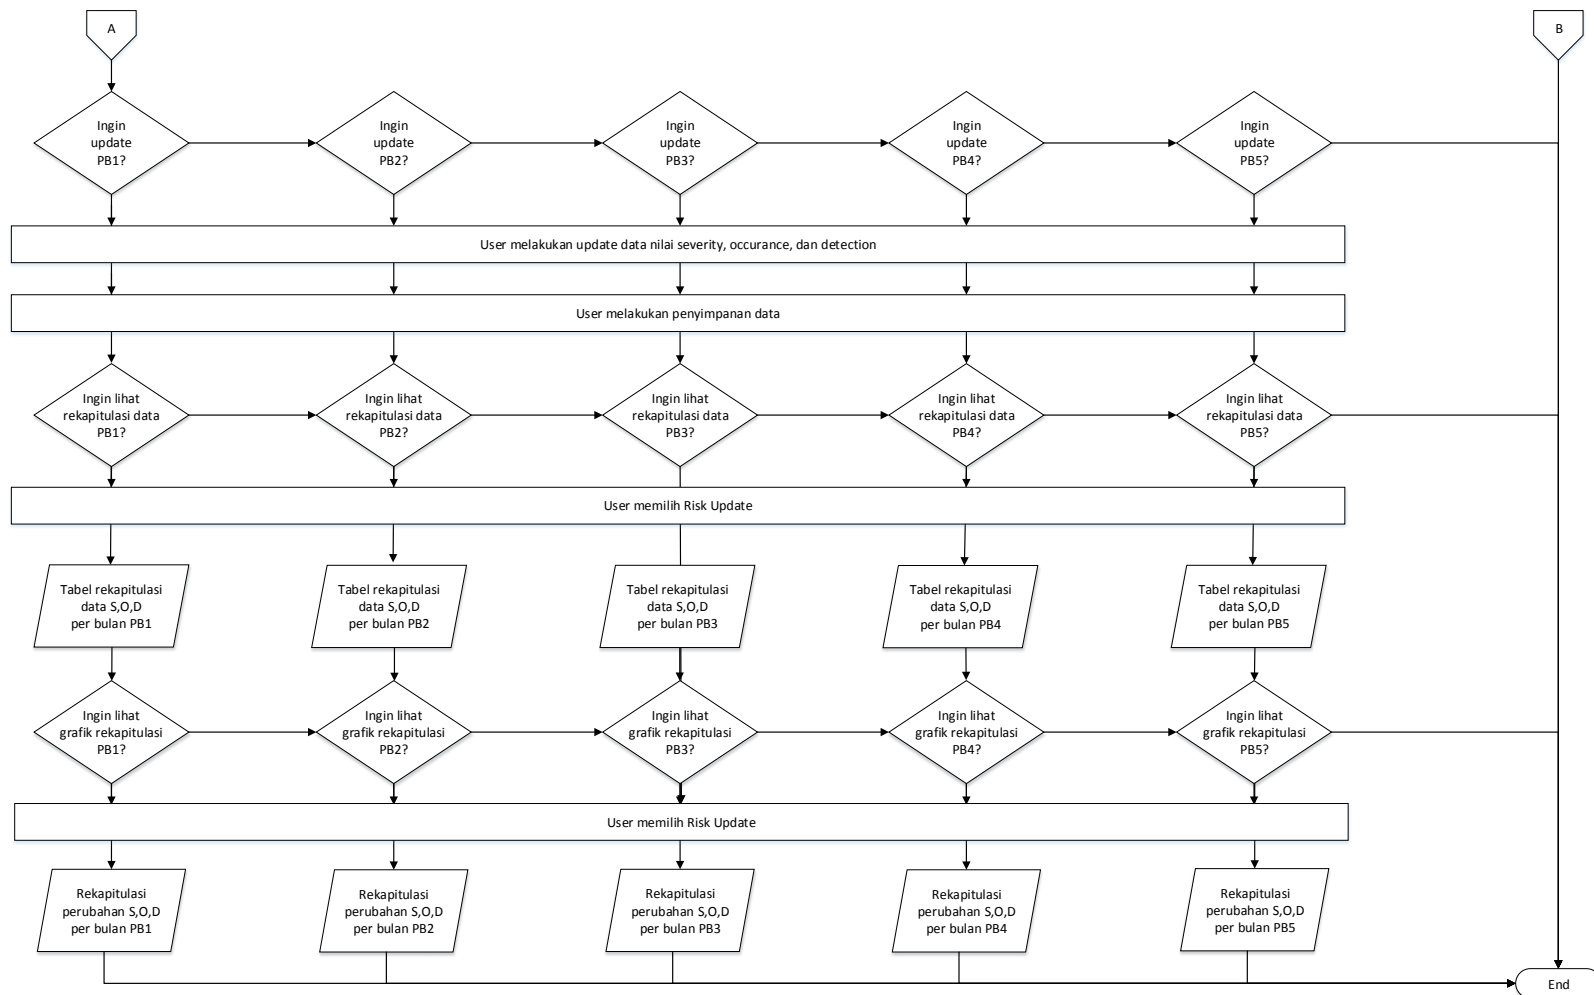 A
B
Ingin
update
PB1?
Ingin
update
PB2?
Ingin
update
PB3?
Ingin
update
PB4?
Ingin
update
PB5?
User melakukan update data nilai severity, occurance, dan detection
User melakukan penyimpanan data
Ingin lihat
rekapitulasi data
PB1?
Ingin lihat
rekapitulasi data
PB2?
Ingin lihat
rekapitulasi data
PB3?
Ingin lihat
rekapitulasi data
PB4?
Ingin lihat
rekapitulasi data
PB5?
User memilih Risk Update
Tabel rekapitulasi
data S,O,D
per bulan PB1
Tabel rekapitulasi
data S,O,D
per bulan PB2
Tabel rekapitulasi
data S,O,D
per bulan PB3
Tabel rekapitulasi
data S,O,D
per bulan PB4
Tabel rekapitulasi
data S,O,D
per bulan PB5
Ingin lihat
grafik rekapitulasi
PB1?
Ingin lihat
grafik rekapitulasi
PB2?
Ingin lihat
grafik rekapitulasi
PB3?
Ingin lihat
grafik rekapitulasi
PB4?
Ingin lihat
grafik rekapitulasi
PB5?
User memilih Risk Update
Rekapitulasi
perubahan S,O,D
per bulan PB1
Rekapitulasi
perubahan S,O,D
per bulan PB2
Rekapitulasi
perubahan S,O,D
per bulan PB3
Rekapitulasi
perubahan S,O,D
per bulan PB4
Rekapitulasi
perubahan S,O,D
per bulan PB5
End